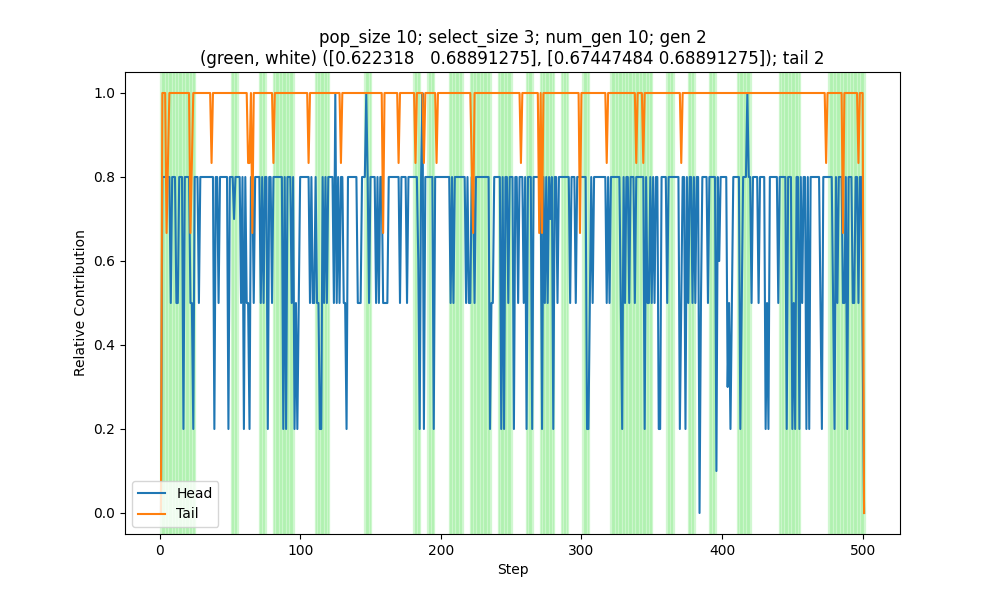 pop_size 10; select_size 3; num_gen 10; gen 2
(green, white) ([0.622318   0.68891275], [0.67447484 0.68891275]); tail 2
1.0
0.8
0.6
0.4
0.2
0.0
Relative Contribution
Head
Tail
0
100
200
300
400
500
Step